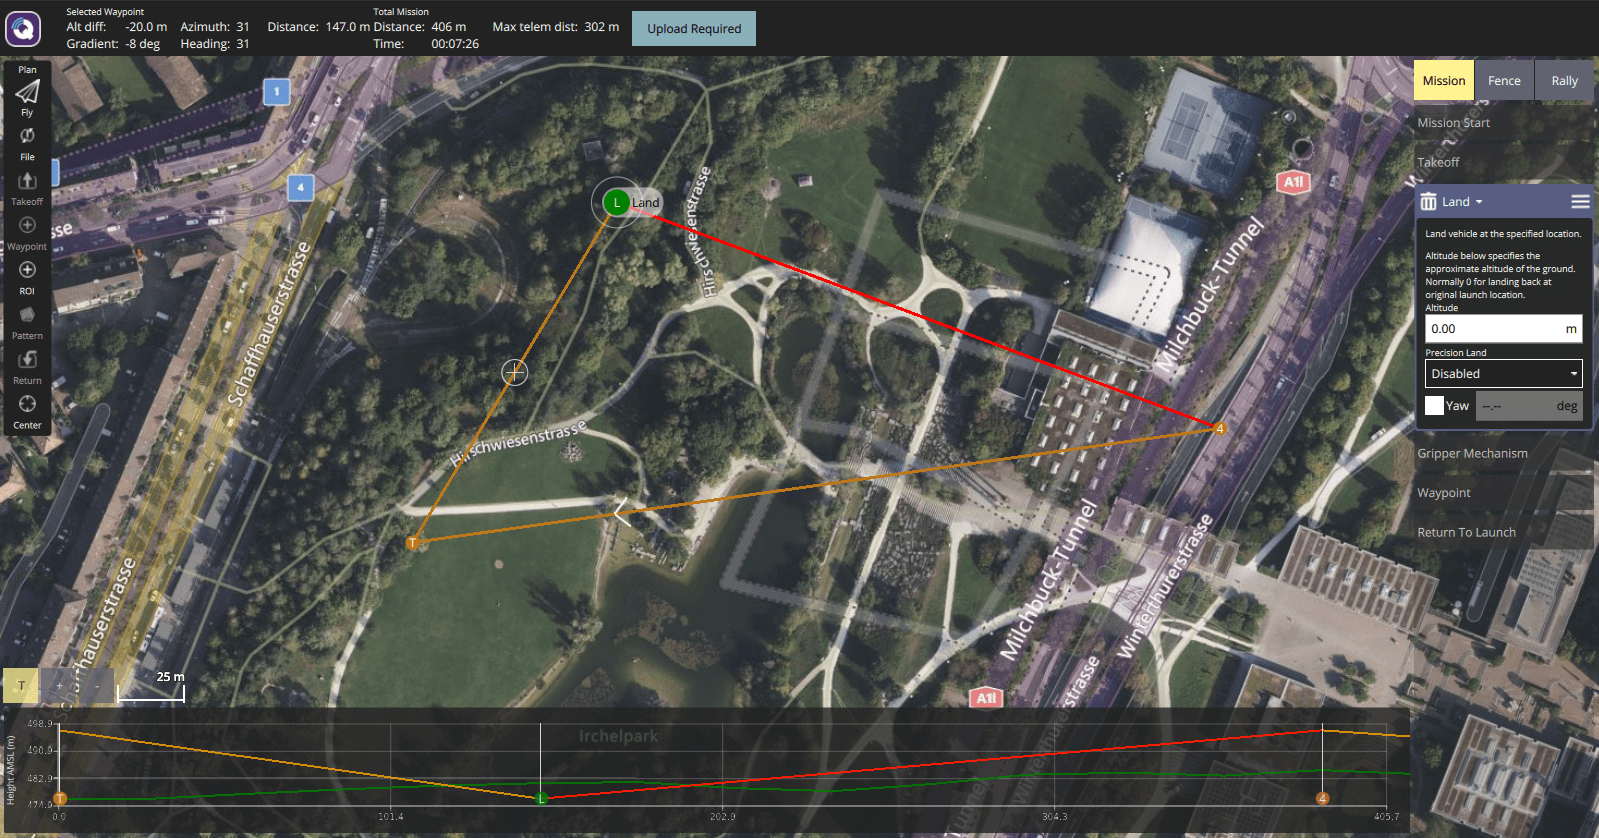 Selected Waypoint
Alt diff: -20.0 m Azimuth: 31 Distance: 147.0 m
Gradient: -8 deg Heading: 31
Total Mission
Distance: 406 m Max telem dist: 302 m
Time: 00:07:26
Upload Required
Plan
Fly
File
Takeoff
Waypoint
ROI
Pattern
Return
Center
Mission Fence Rally
Mission Start
Takeoff
Land
Land vehicle at the specified location.
Altitude below specifies the
approximate altitude of the ground.
Normally 0 for landing back at
original launch location.
Altitude
0.00 m
Precision Land
Disabled
Yaw --.-- deg
Gripper Mechanism
Waypoint
Return To Launch
1
4
L Land
T
4
Schaffhauserstrasse
Schaffhauserstrasse
Hirschwiesenstrasse
Hirschwiesenstrasse
Milchbuck-Tunnel
Milchbuck-Tunnel
Winterthurerstrasse
A1l
A1l
T + -
25 m
Irchelpark
Height AMSL (m)
498.9
490.9
482.9
474.9
T
L
4
0.0
101.4
202.9
304.3
405.7